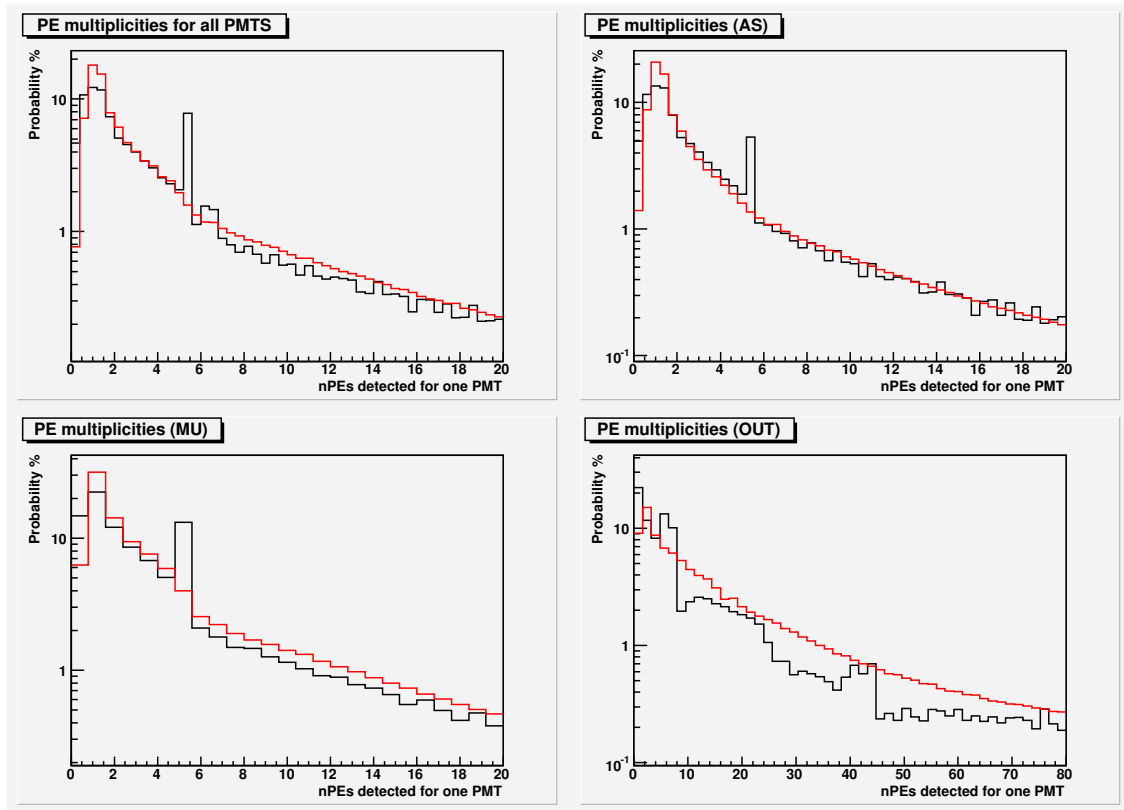 PE multiplicities for all PMTS
Probability %
10
1
0 2 4 6 8 10 12 14 16 18 20
nPEs detected for one PMT
PE multiplicities (AS)
Probability %
10
1
10-1
0 2 4 6 8 10 12 14 16 18 20
nPEs detected for one PMT
PE multiplicities (MU)
Probability %
10
1
0 2 4 6 8 10 12 14 16 18 20
nPEs detected for one PMT
PE multiplicities (OUT)
Probability %
10
1
10-1
0 10 20 30 40 50 60 70 80
nPEs detected for one PMT